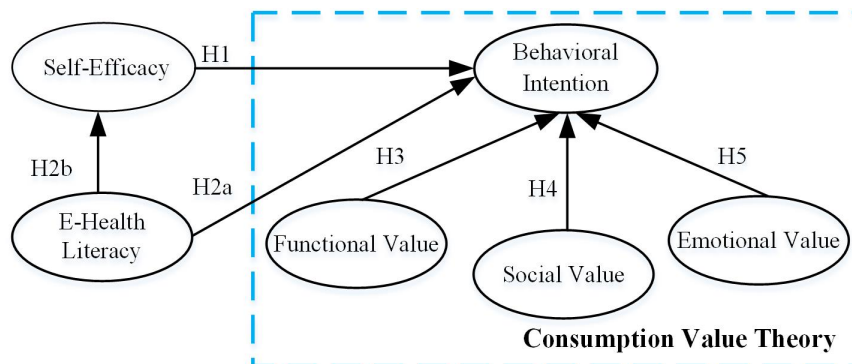 H1
Behavioral
Intention
Self-Efficacy
H2b
H2a
H3
H4
H5
E-Health
Literacy
Functional Value
Social Value
Emotional Value
Consumption Value Theory